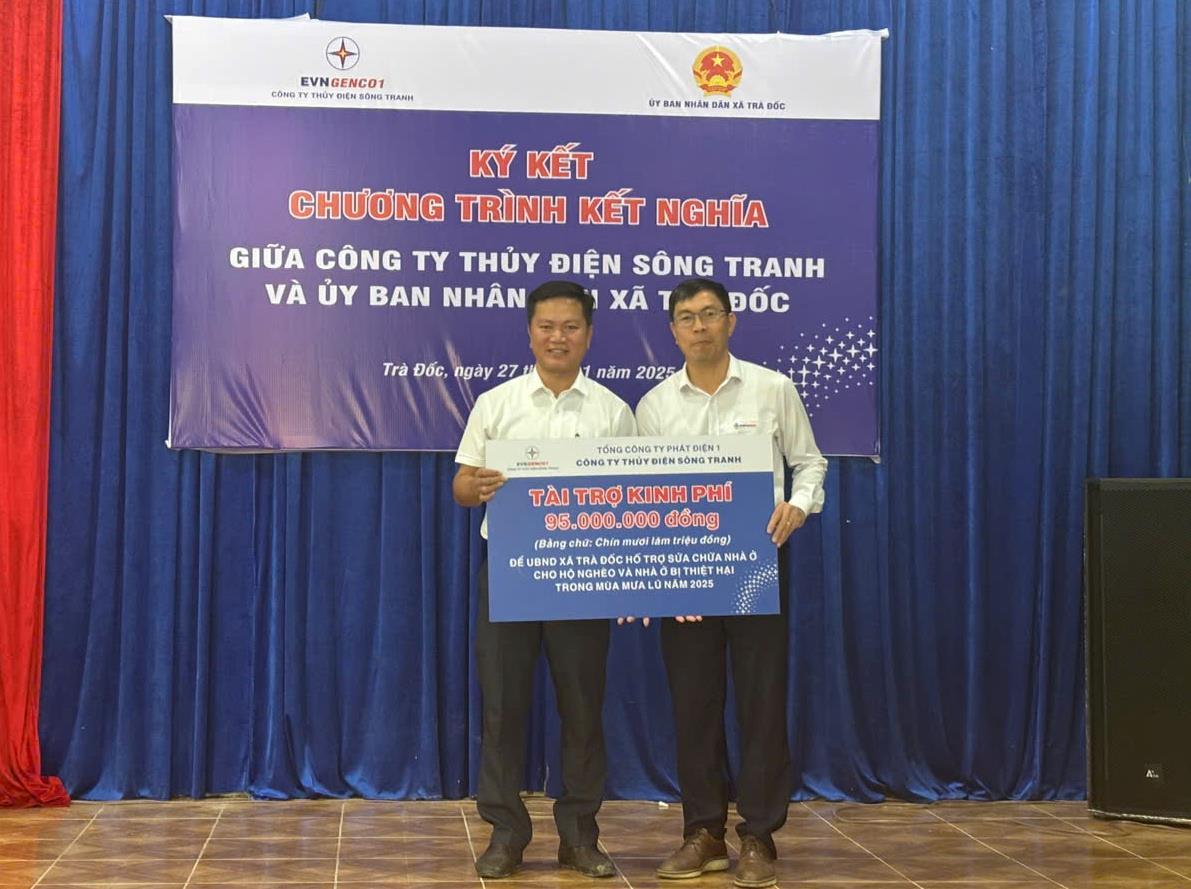 EVNGENCO1
CÔNG TY THỦY ĐIỆN SÔNG TRANH
ỦY BAN NHÂN DÂN XÃ TRÀ ĐỐC
KÝ KẾT
CHƯƠNG TRÌNH KẾT NGHĨA
GIỮA CÔNG TY THỦY ĐIỆN SÔNG TRANH
VÀ ỦY BAN NHÂN XÃ ĐỐC
Trà Đốc, ngày 27 1 năm 2025
EVNGENCO1
TỔNG CÔNG TY PHÁT ĐIỆN 1
CÔNG TY THỦY ĐIỆN SÔNG TRANH
TÀI TRỢ KINH PHÍ
95.000.000 đồng
(Bằng chữ: Chín mươi lăm triệu đồng)
ĐỂ UBND XÃ TRÀ ĐỐC HỖ TRỢ SỬA CHỮA NHÀ Ở
CHO HỘ NGHÈO VÀ NHÀ Ở BỊ THIỆT HẠI
TRONG MÙA MƯA LŨ NĂM 2025